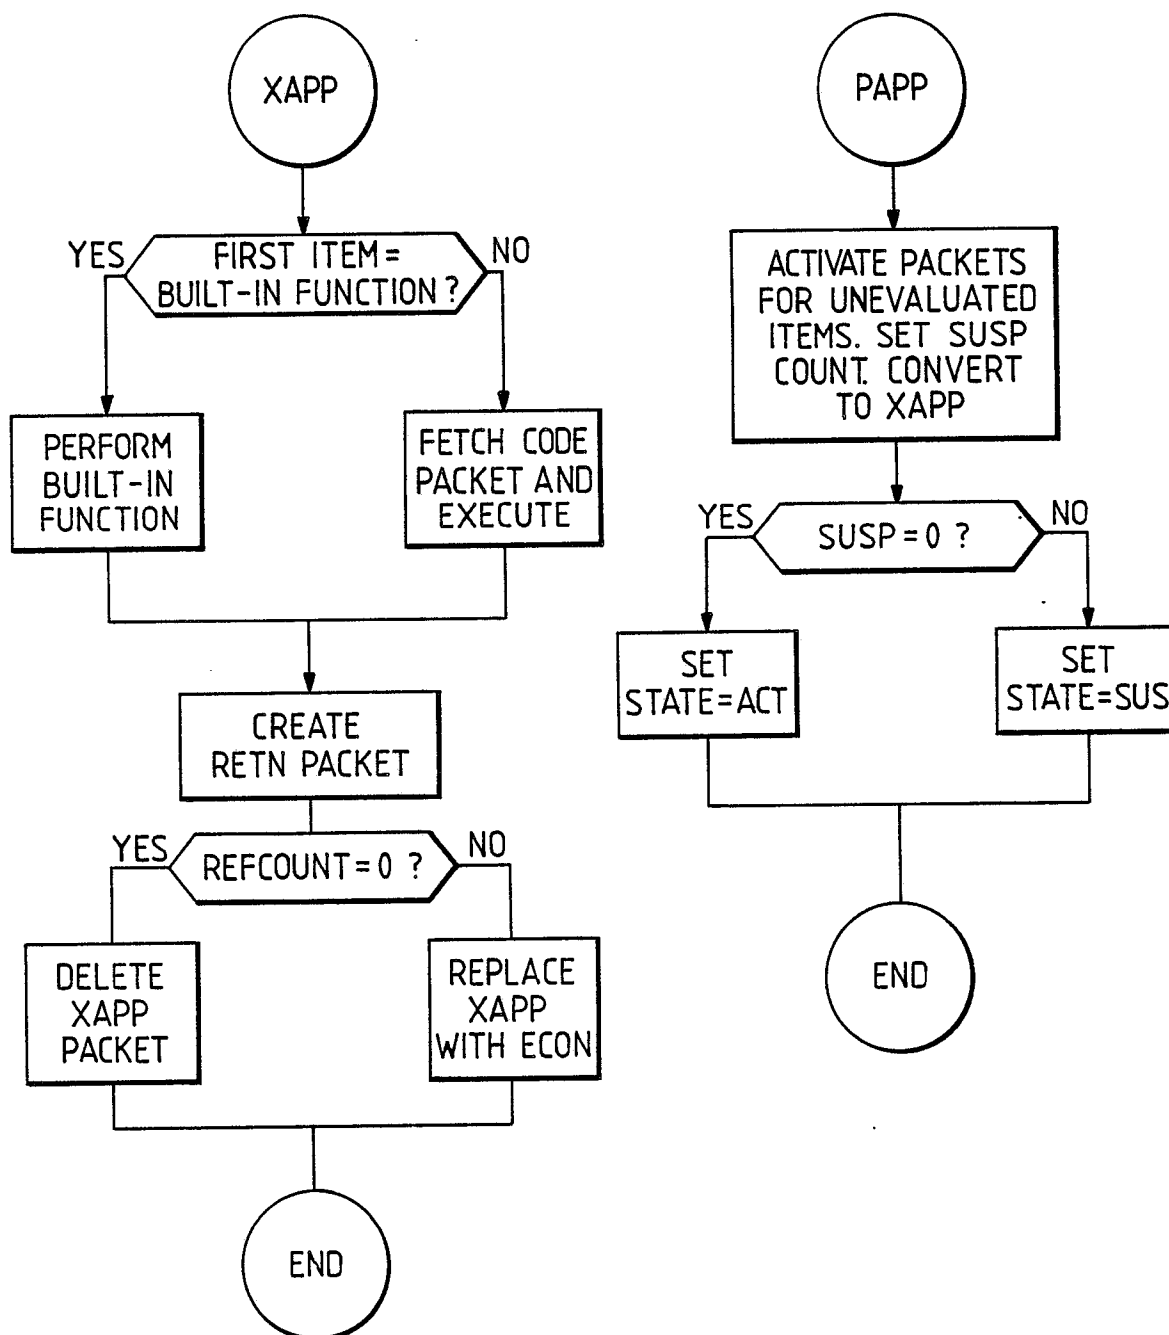 XAPP
YES
FIRST ITEM =
BUILT-IN FUNCTION ?
NO
PERFORM
BUILT-IN
FUNCTION
FETCH CODE
PACKET AND
EXECUTE
CREATE
RETN PACKET
YES
REFCOUNT = 0 ?
NO
DELETE
XAPP
PACKET
REPLACE
XAPP
WITH ECON
END
PAPP
ACTIVATE PACKETS
FOR UNEVALUATED
ITEMS. SET SUSP
COUNT. CONVERT
TO XAPP
YES
SUSP = 0 ?
NO
SET
STATE=ACT
SET
STATE=SUS
END